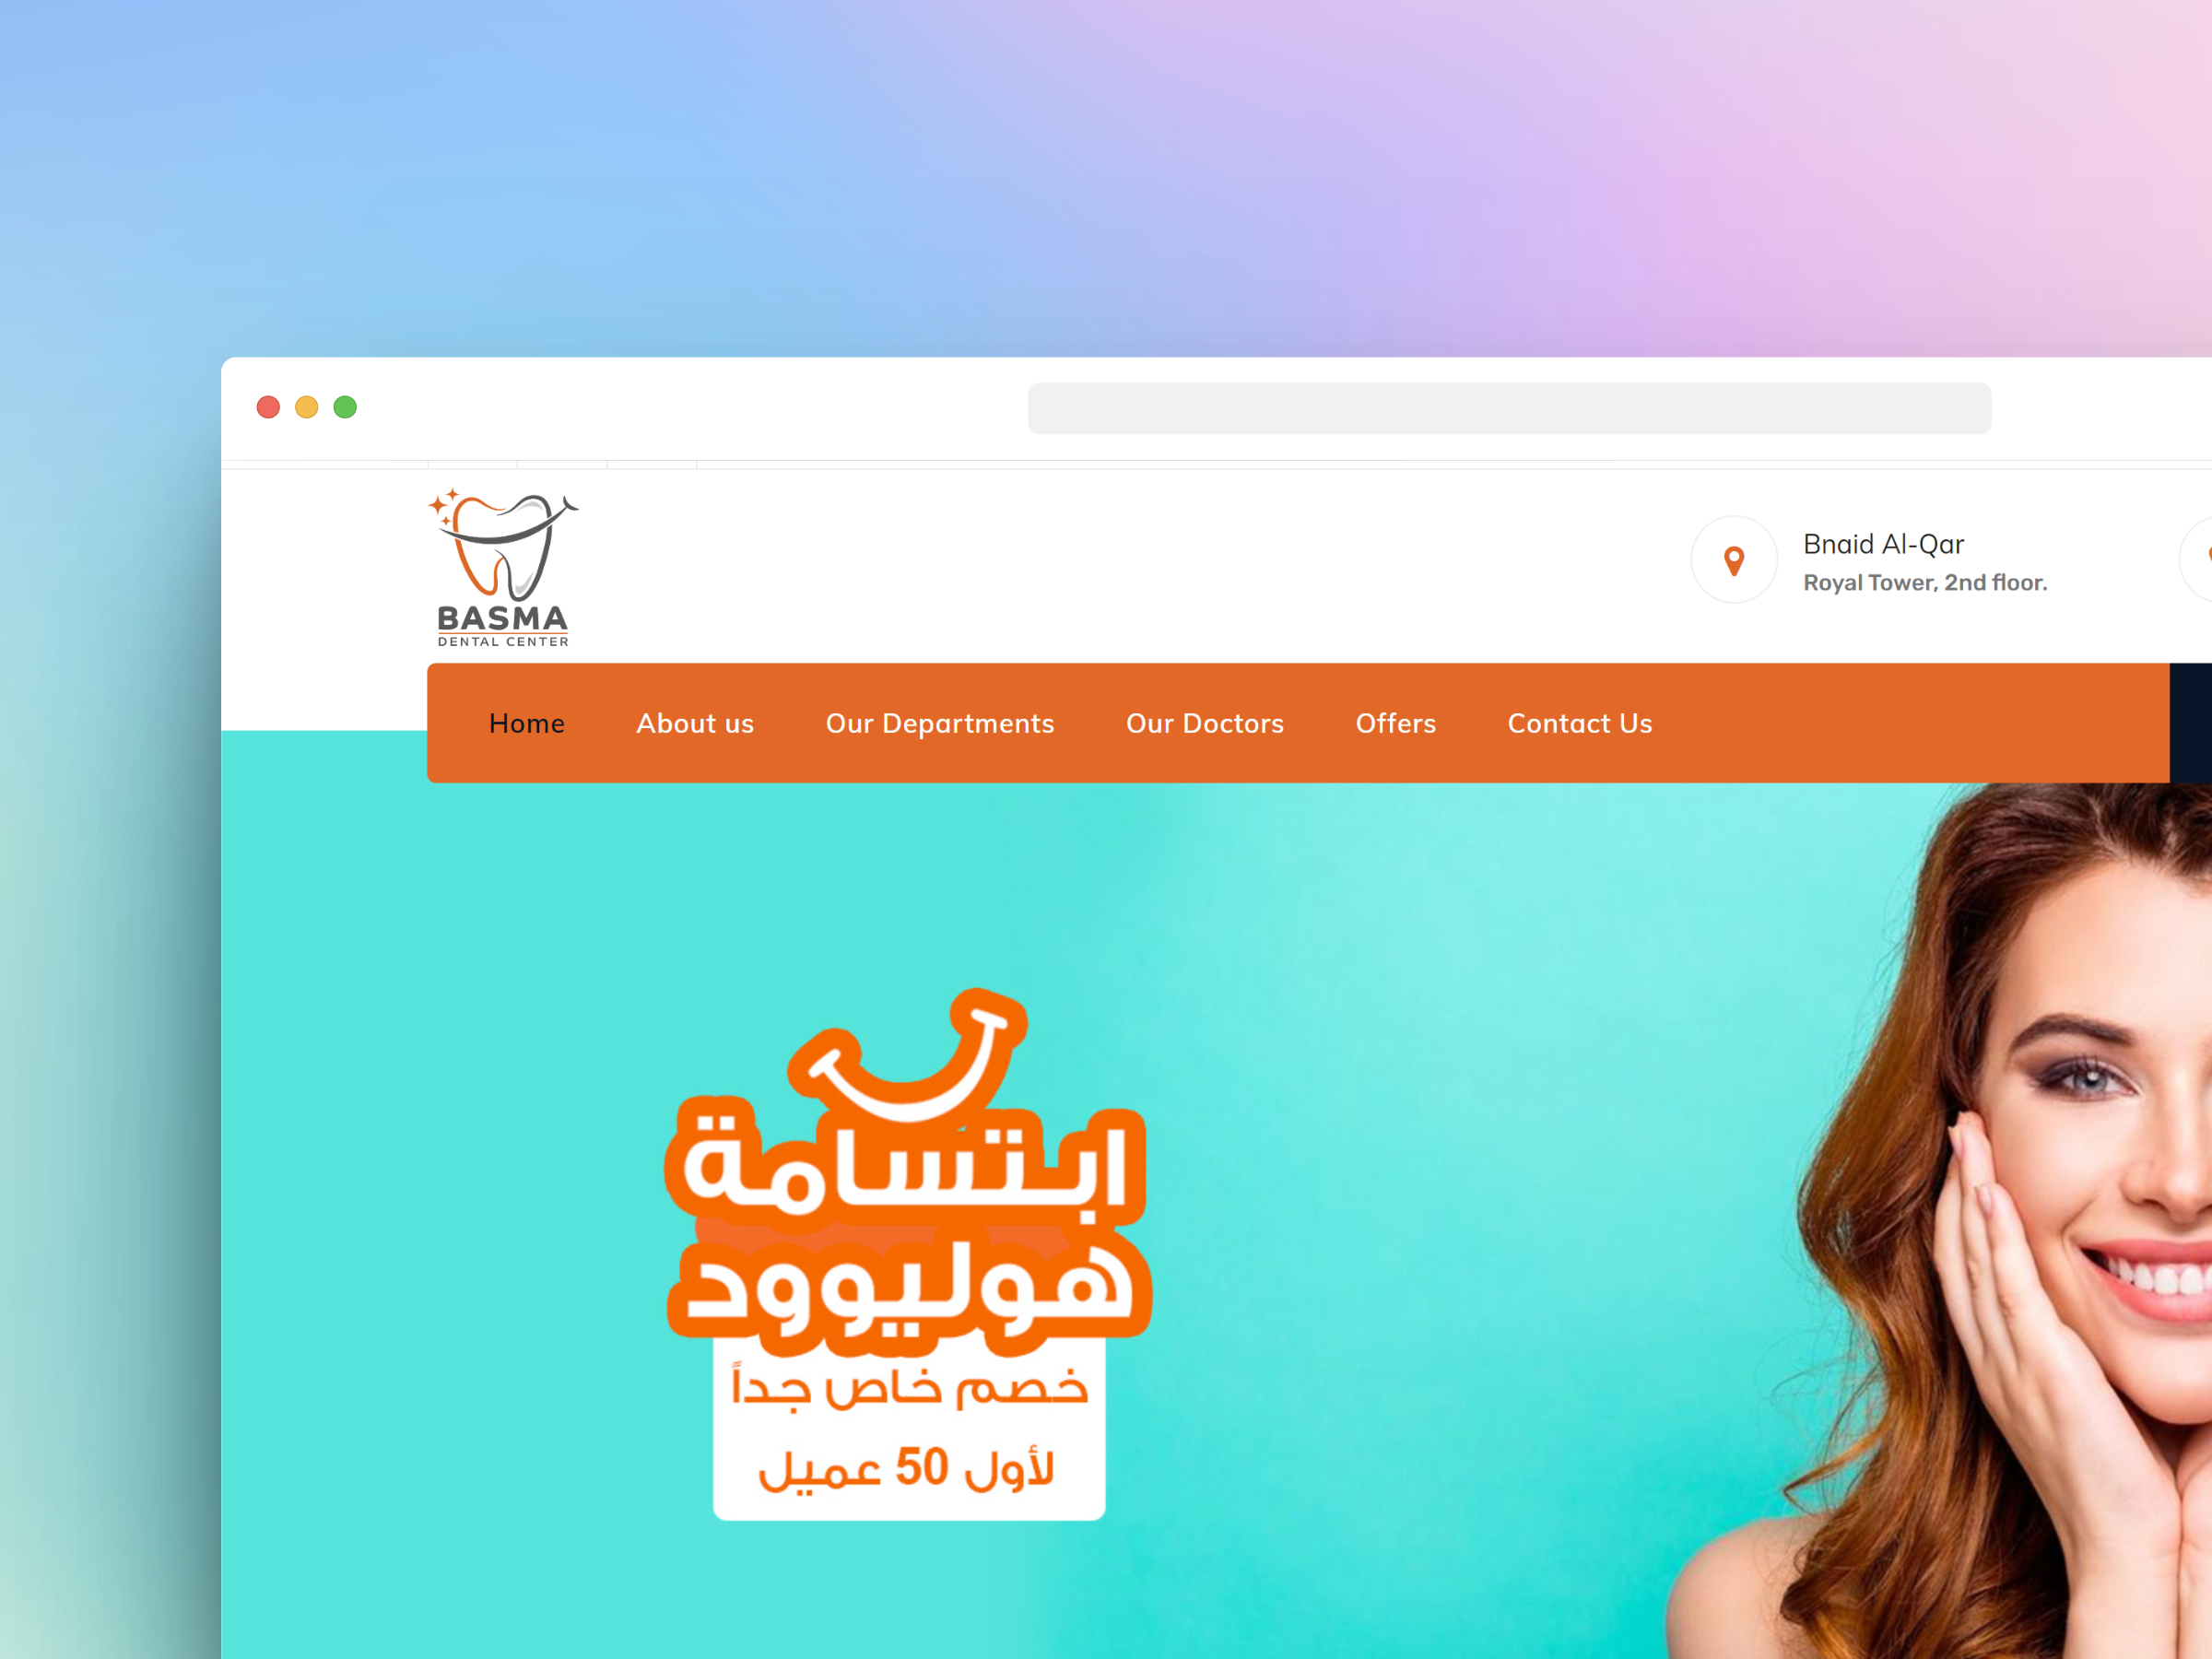 BASMA
DENTAL CENTER
Bnaid Al-Qar
Royal Tower, 2nd floor.
Home
About us
Our Departments
Our Doctors
Offers
Contact Us
ابتسامة
هوليوود
خصم خاص جداً
لأول 50 عميل